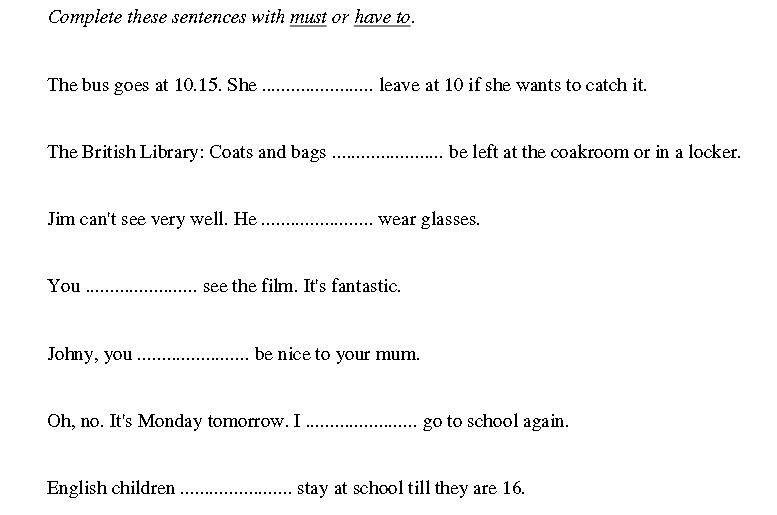 Complete these sentences with must or have to.
The bus goes at 10.15. She ....................... leave at 10 if she wants to catch it.
The British Library: Coats and bags ....................... be left at the coakroom or in a locker.
Jim can't see very well. He ....................... wear glasses.
You ....................... see the film. It's fantastic.
Johny, you ....................... be nice to your mum.
Oh, no. It's Monday tomorrow. I ....................... go to school again.
English children ....................... stay at school till they are 16.